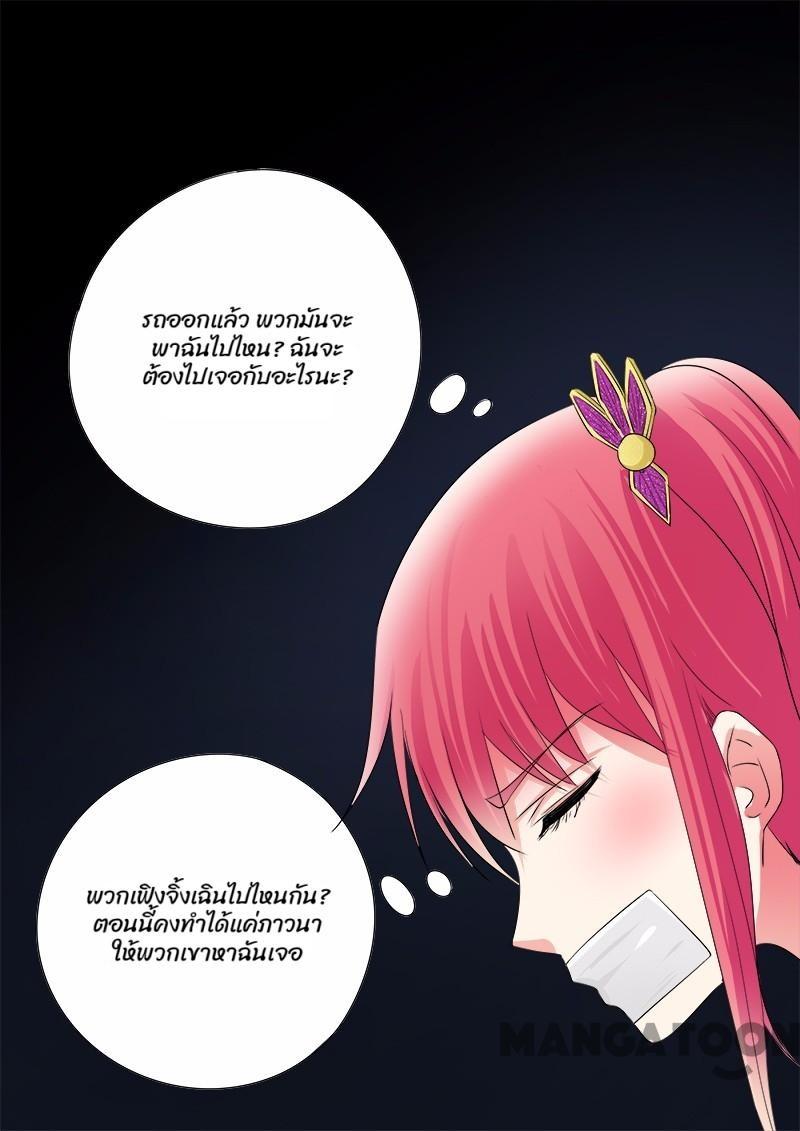 รถออกแล้ว พวกมันจะ
พาฉันไปไหน? ฉันจะ
ต้องไปเจอกับอะไรนะ?
พวกเฟิงจิ้งเฉินไปไหนกัน?
ตอนนี้คงทำได้แค่ภาวนา
ให้พวกเขาหาฉันเจอ
MANGATOON